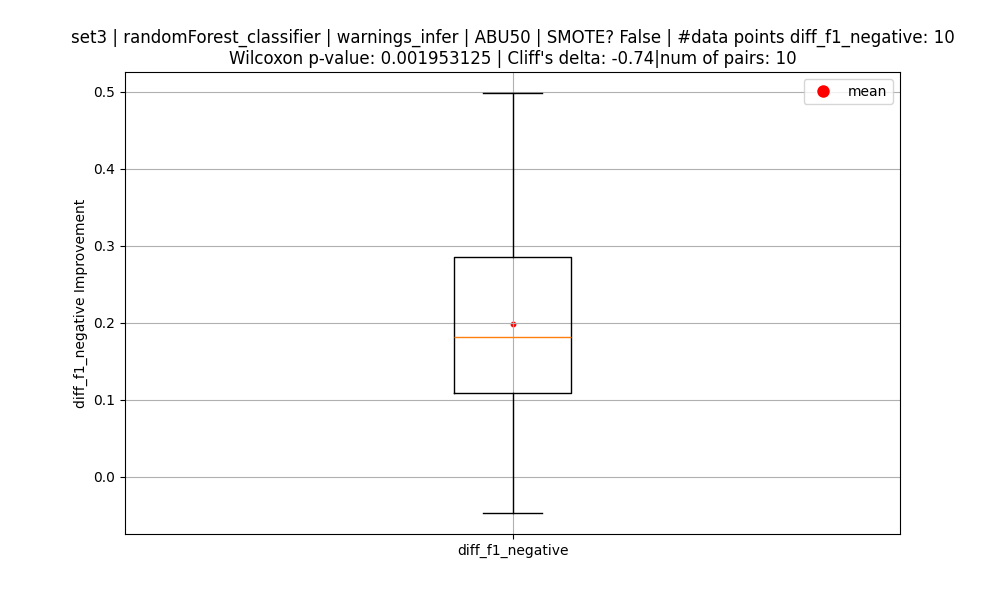 set3 | randomForest_classifier | warnings_infer | ABU50 | SMOTE? False | #data points diff_f1_negative: 10
Wilcoxon p-value: 0.001953125 | Cliff's delta: -0.74|num of pairs: 10
mean
0.5
0.4
0.3
0.2
0.1
0.0
diff_f1_negative Improvement
diff_f1_negative